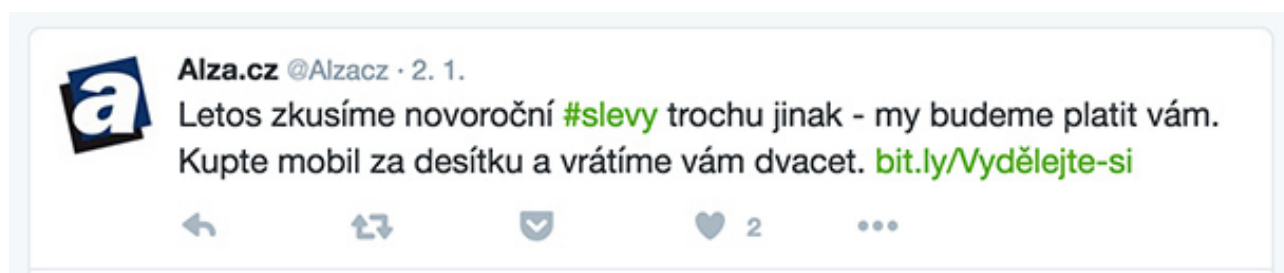 Alza.cz @Alzacz · 2. 1.
Letos zkusíme novoroční #slevy trochu jinak - my budeme platit vám.
Kupte mobil za desítku a vrátíme vám dvacet. bit.ly/Vydělejte-si
2